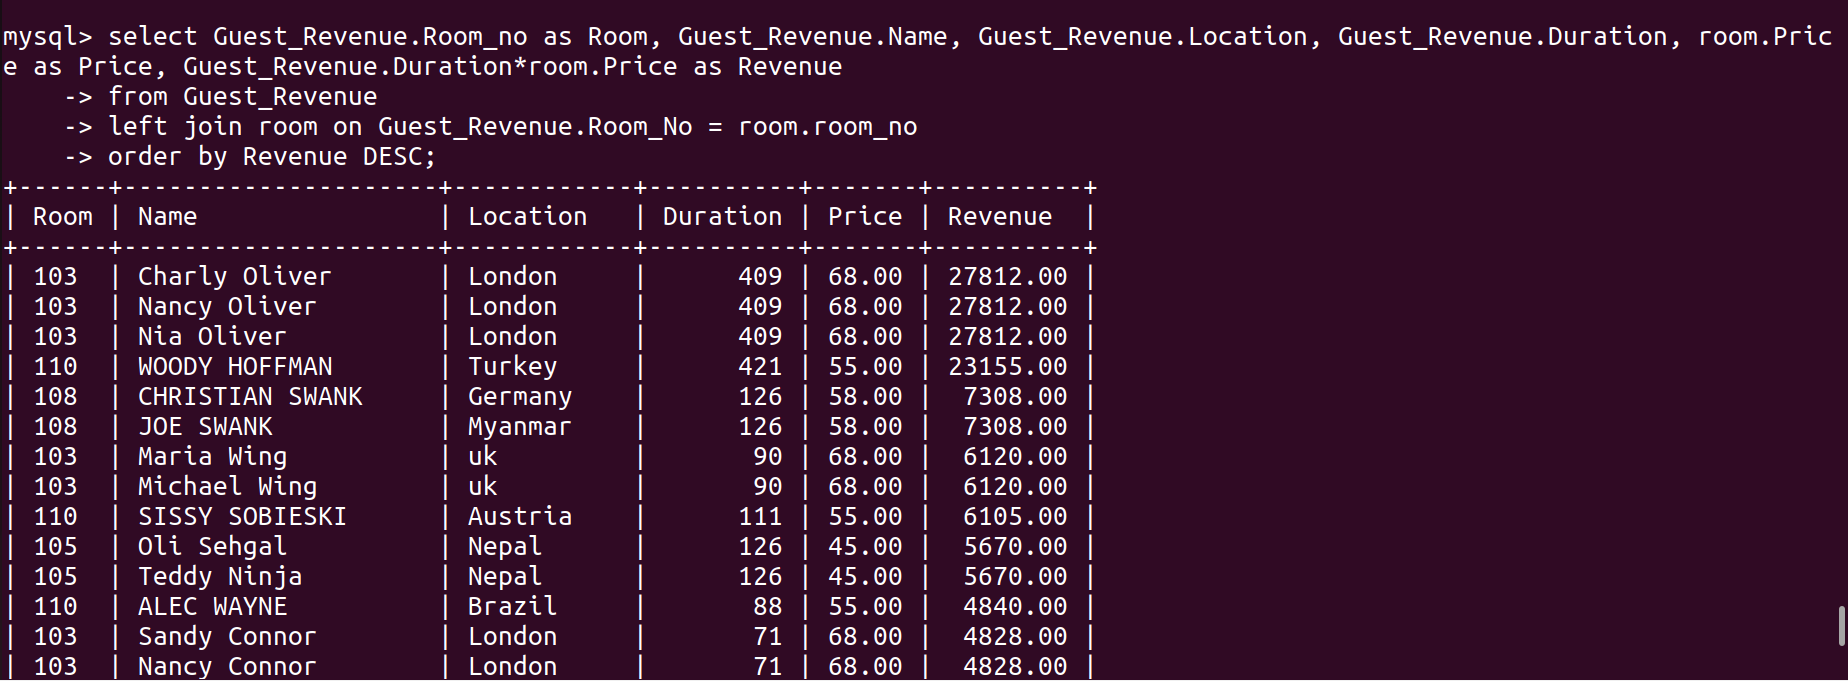 mysql> select Guest_Revenue.Room_no as Room, Guest_Revenue.Name, Guest_Revenue.Location, Guest_Revenue.Duration, room.Pric
e as Price, Guest_Revenue.Duration*room.Price as Revenue
    -> from Guest_Revenue
    -> left join room on Guest_Revenue.Room_No = room.room_no
    -> order by Revenue DESC;
+------+---------------------+------------+----------+-------+----------+
| Room | Name                | Location   | Duration | Price | Revenue  |
+------+---------------------+------------+----------+-------+----------+
| 103  | Charly Oliver       | London     |      409 | 68.00 | 27812.00 |
| 103  | Nancy Oliver        | London     |      409 | 68.00 | 27812.00 |
| 103  | Nia Oliver          | London     |      409 | 68.00 | 27812.00 |
| 110  | WOODY HOFFMAN       | Turkey     |      421 | 55.00 | 23155.00 |
| 108  | CHRISTIAN SWANK     | Germany    |      126 | 58.00 |  7308.00 |
| 108  | JOE SWANK           | Myanmar    |      126 | 58.00 |  7308.00 |
| 103  | Maria Wing          | uk         |       90 | 68.00 |  6120.00 |
| 103  | Michael Wing        | uk         |       90 | 68.00 |  6120.00 |
| 110  | SISSY SOBIESKI      | Austria    |      111 | 55.00 |  6105.00 |
| 105  | Oli Sehgal          | Nepal      |      126 | 45.00 |  5670.00 |
| 105  | Teddy Ninja         | Nepal      |      126 | 45.00 |  5670.00 |
| 110  | ALEC WAYNE          | Brazil     |       88 | 55.00 |  4840.00 |
| 103  | Sandy Connor        | London     |       71 | 68.00 |  4828.00 |
| 103  | Nancy Connor        | London     |       71 | 68.00 |  4828.00 |